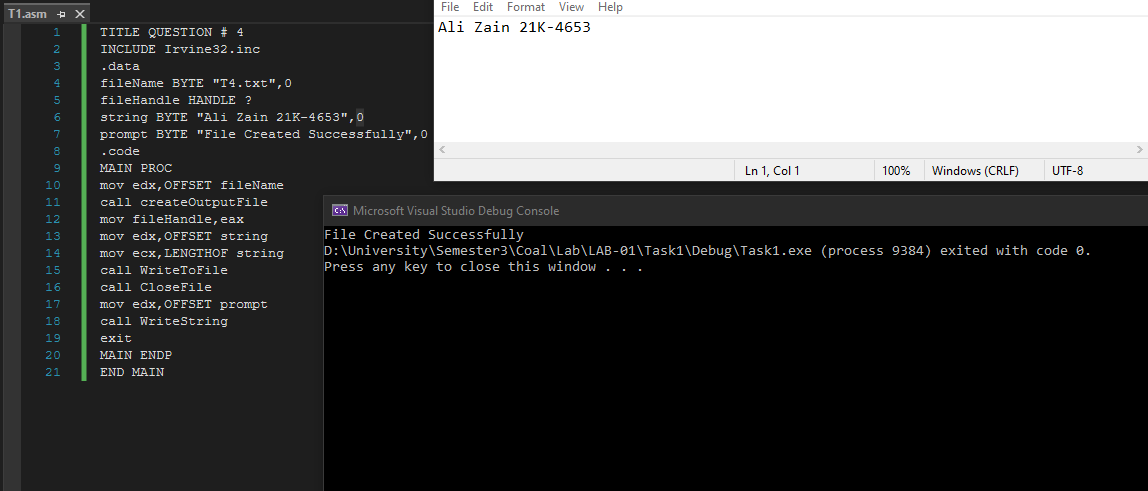 T1.asm
1 TITLE QUESTION # 4
2 INCLUDE Irvine32.inc
3 .data
4 fileName BYTE "T4.txt",0
5 fileHandle HANDLE ?
6 string BYTE "Ali Zain 21K-4653",0
7 prompt BYTE "File Created Successfully",0
8 .code
9 MAIN PROC
10 mov edx,OFFSET fileName
11 call createOutputFile
12 mov fileHandle,eax
13 mov edx,OFFSET string
14 mov ecx,LENGTHOF string
15 call WriteToFile
16 call CloseFile
17 mov edx,OFFSET prompt
18 call WriteString
19 exit
20 MAIN ENDP
21 END MAIN
File Edit Format View Help
Ali Zain 21K-4653
Ln 1, Col 1 100% Windows (CRLF) UTF-8
C:\ Microsoft Visual Studio Debug Console
File Created Successfully
D:\University\Semester3\Coal\Lab\LAB-01\Task1\Debug\Task1.exe (process 9384) exited with code 0.
Press any key to close this window . . .